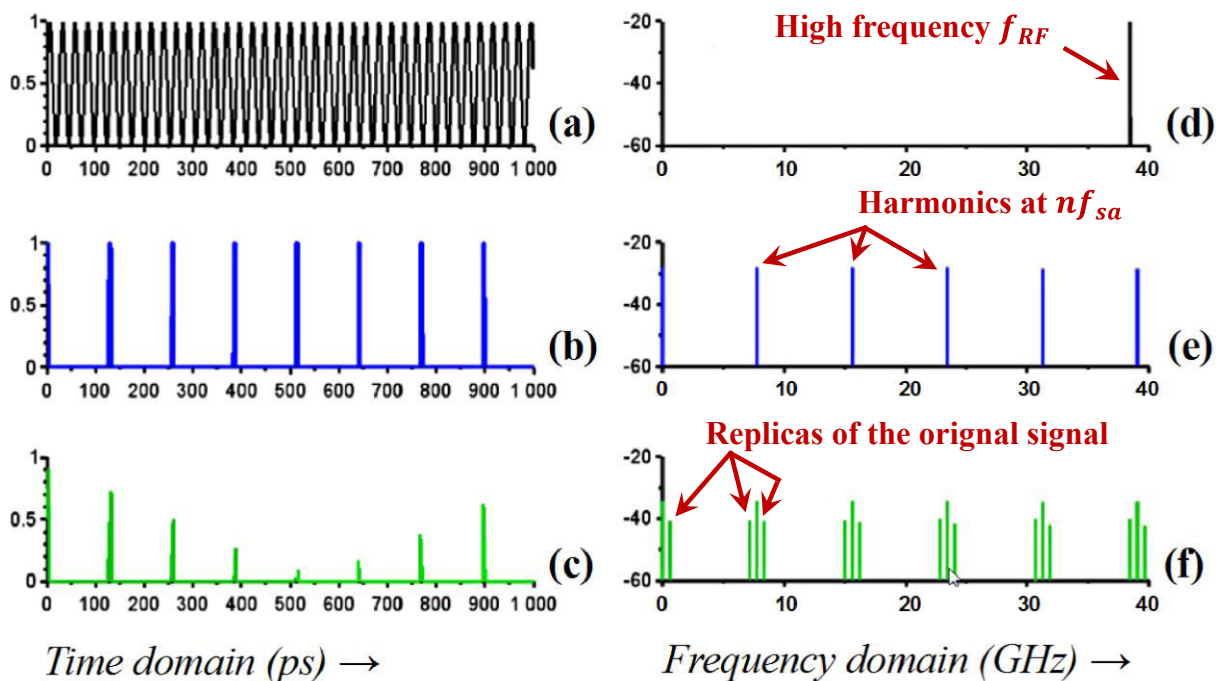 1
0.5
0
0 100 200 300 400 500 600 700 800 900 1 000
(a)
-20
-40
-60
0 10 20 30 40
High frequency f_RF
(d)
1
0.5
0
0 100 200 300 400 500 600 700 800 900 1 000
(b)
-20
-40
-60
0 10 20 30 40
Harmonics at nf_sa
(e)
1
0.5
0
0 100 200 300 400 500 600 700 800 900 1 000
(c)
Replicas of the orignal signal
-20
-40
-60
0 10 20 30 40
(f)
Time domain (ps) →
Frequency domain (GHz) →